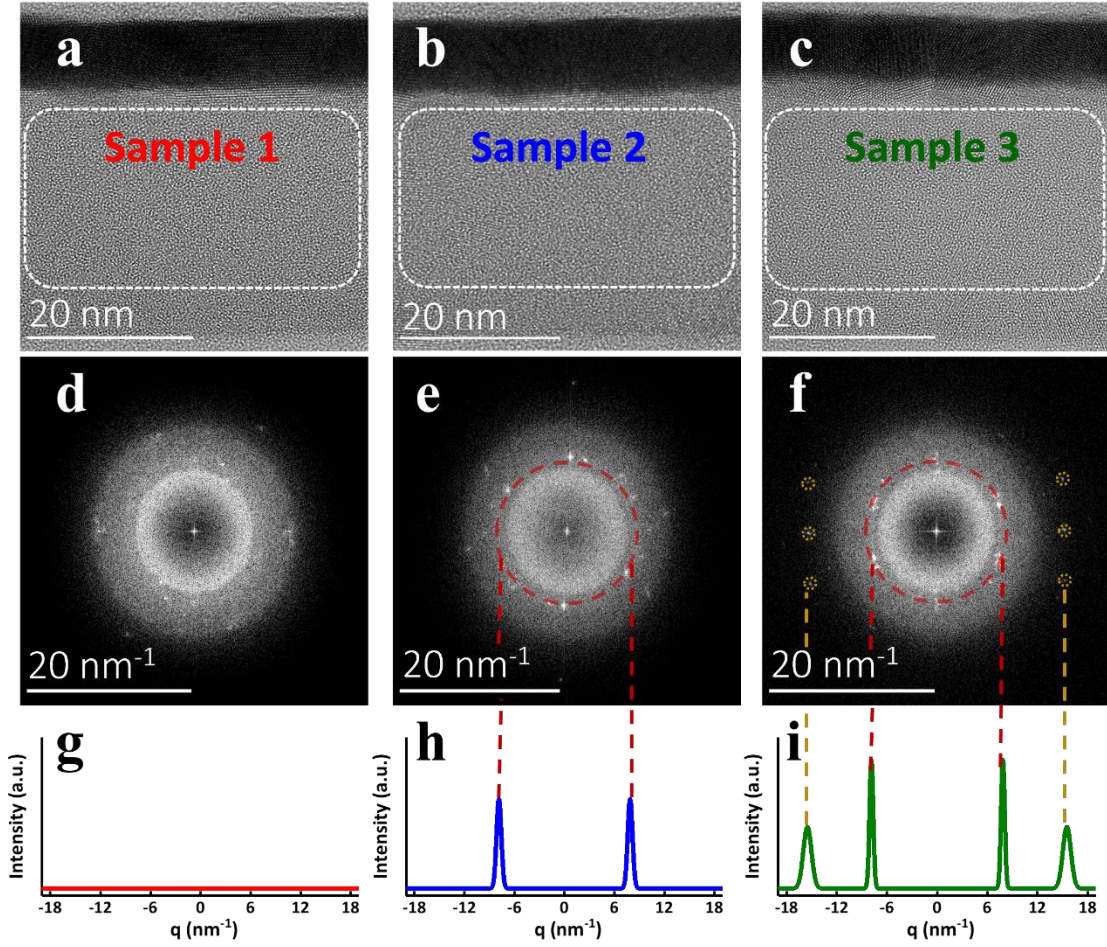 a b c
Sample 1 Sample 2 Sample 3
20 nm 20 nm 20 nm
d e f
20 nm⁻¹ 20 nm⁻¹ 20 nm⁻¹
g h i
Intensity (a.u.) Intensity (a.u.) Intensity (a.u.)
-18 -12 -6 0 6 12 18 -18 -12 -6 0 6 12 18 -18 -12 -6 0 6 12 18
q (nm⁻¹) q (nm⁻¹) q (nm⁻¹)